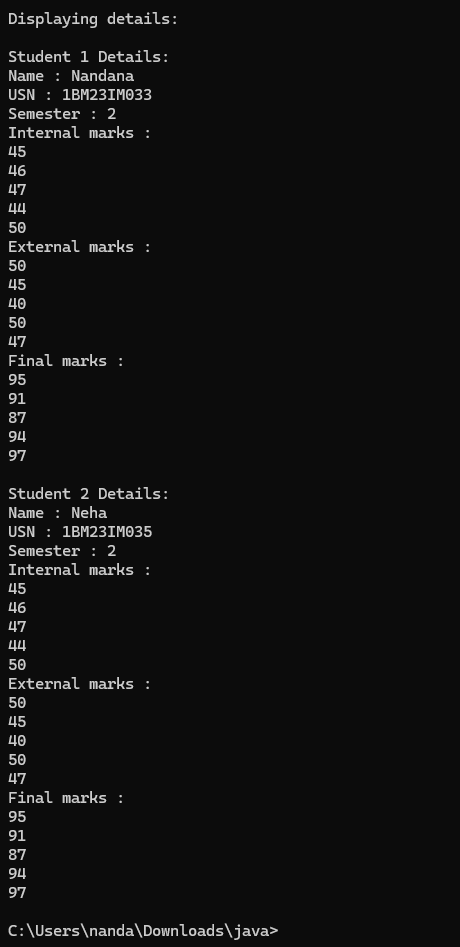 Displaying details:

Student 1 Details:
Name : Nandana
USN : 1BM23IM033
Semester : 2
Internal marks :
45
46
47
44
50
External marks :
50
45
40
50
47
Final marks :
95
91
87
94
97

Student 2 Details:
Name : Neha
USN : 1BM23IM035
Semester : 2
Internal marks :
45
46
47
44
50
External marks :
50
45
40
50
47
Final marks :
95
91
87
94
97

C:\Users\nanda\Downloads\java>